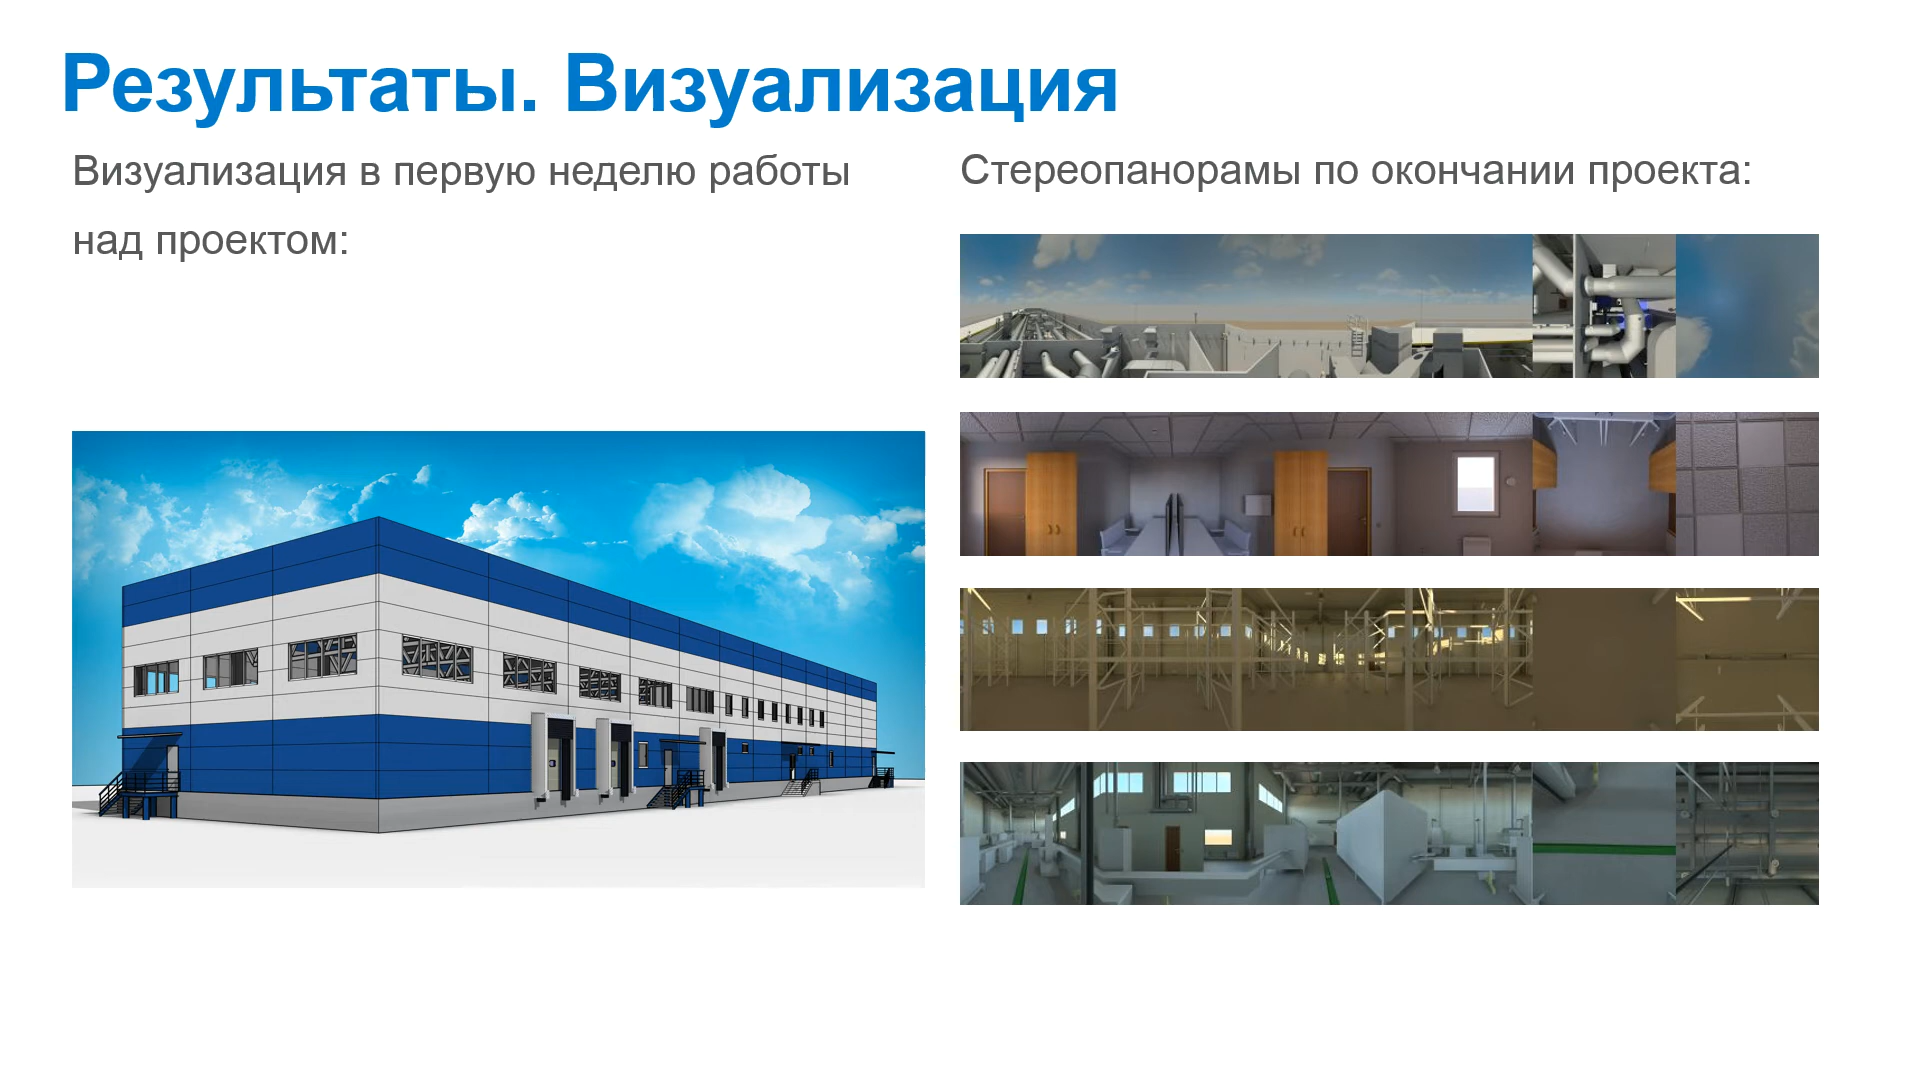 Результаты. Визуализация
Визуализация в первую неделю работы
над проектом:
Стереопанорамы по окончании проекта: